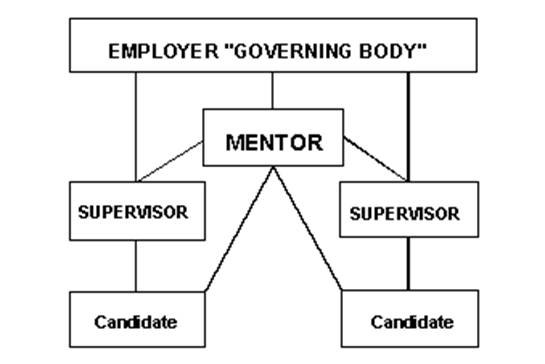 EMPLOYER "GOVERNING BODY"
MENTOR
SUPERVISOR
SUPERVISOR
Candidate
Candidate